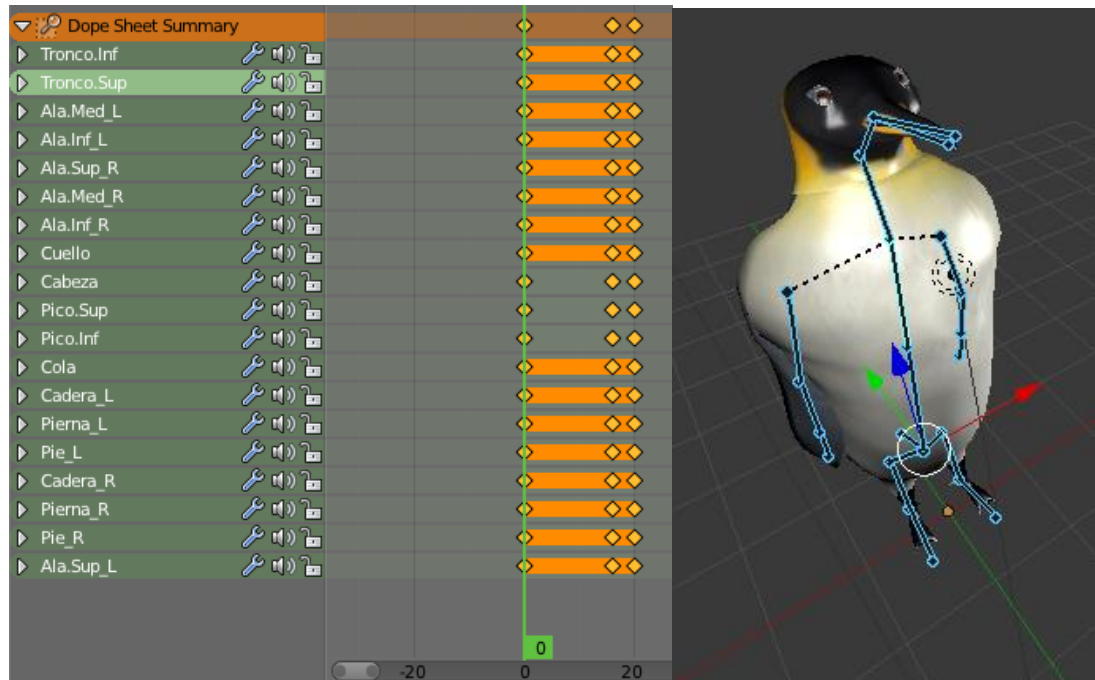 Dope Sheet Summary
Tronco.Inf
Tronco.Sup
Ala.Med_L
Ala.Inf_L
Ala.Sup_R
Ala.Med_R
Ala.Inf_R
Cuello
Cabeza
Pico.Sup
Pico.Inf
Cola
Cadera_L
Pierna_L
Pie_L
Cadera_R
Pierna_R
Pie_R
Ala.Sup_L
0
-20 0 20